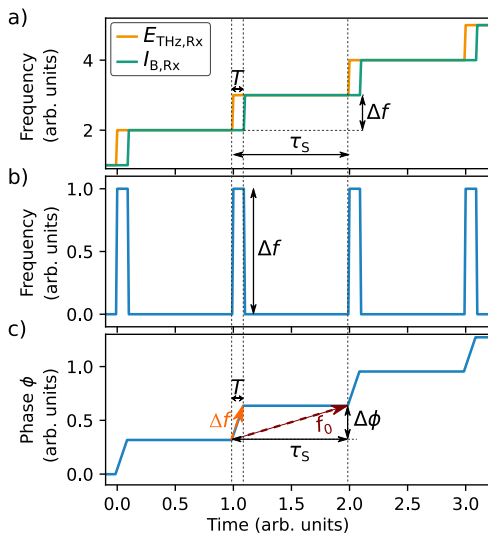 a)
Frequency
(arb. units)
4
2
E_THz,Rx
I_B,Rx
T
Δf
τ_S
b)
Frequency
(arb. units)
1.0
0.5
0.0
Δf
c)
Phase ϕ
(arb. units)
1.0
0.5
0.0
T
Δf
f_0
Δϕ
τ_S
0.0 0.5 1.0 1.5 2.0 2.5 3.0
Time (arb. units)